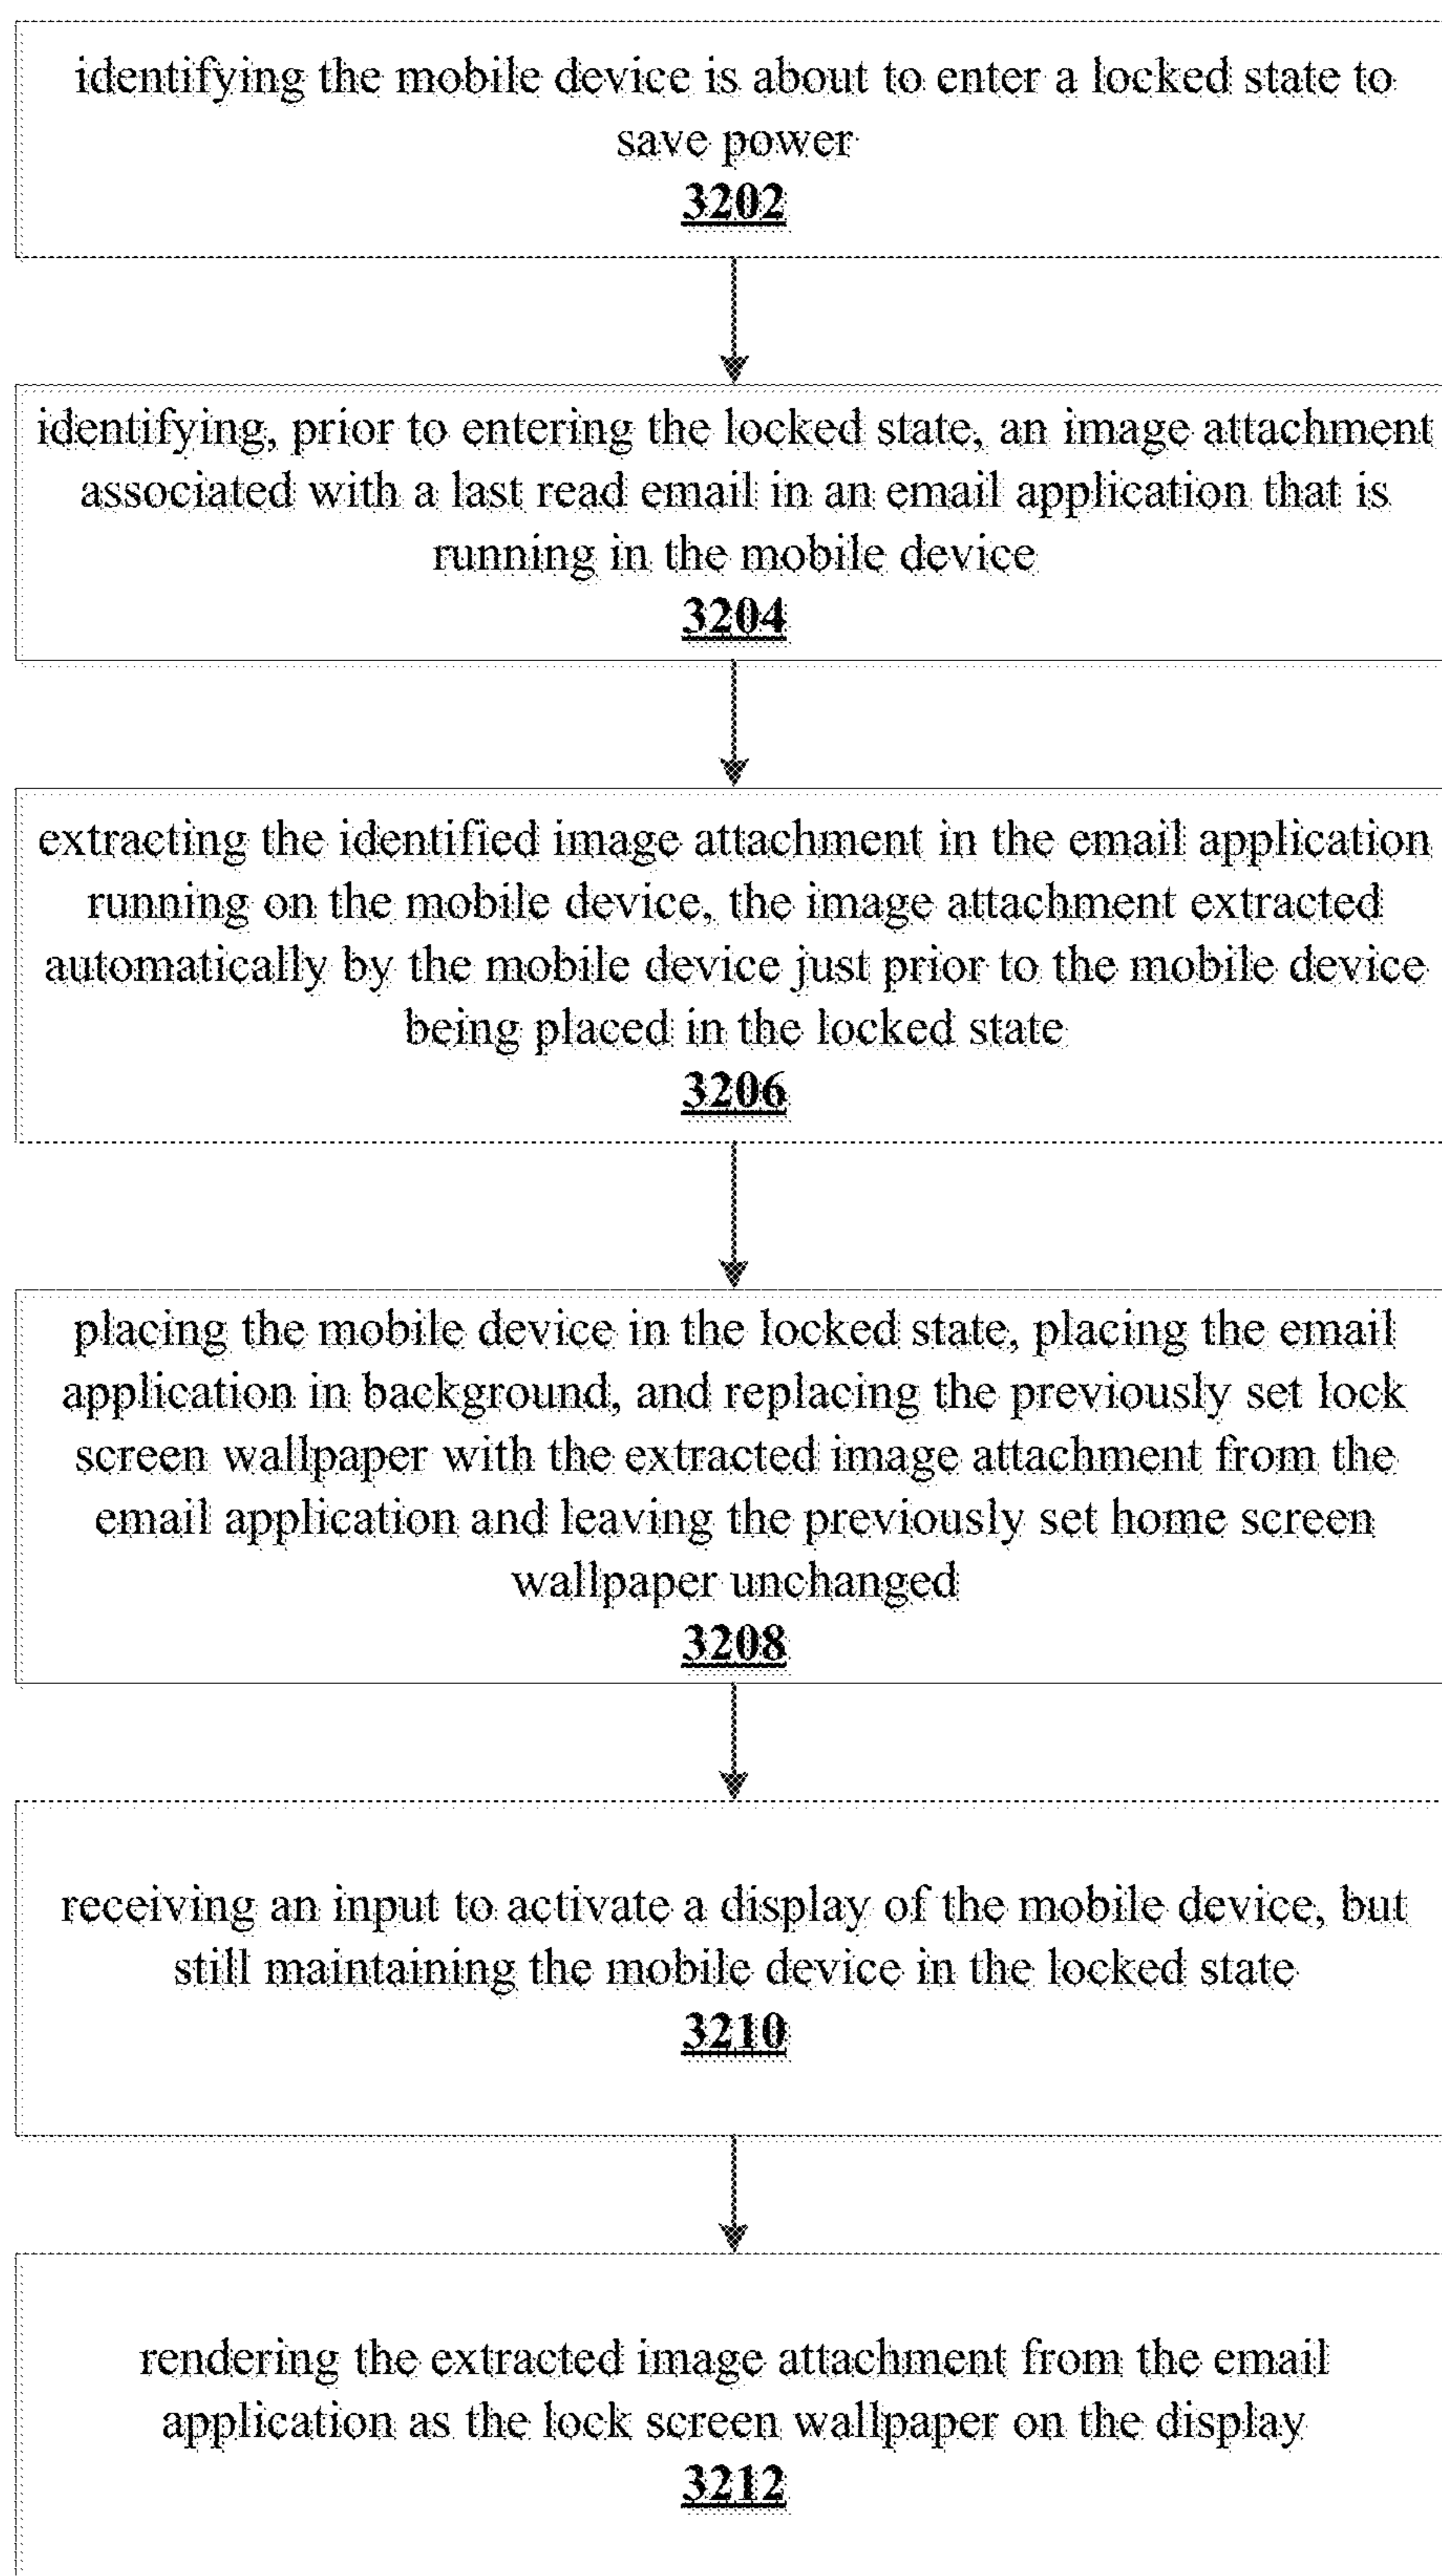 identifying the mobile device is about to enter a locked state to
save power
3202
identifying, prior to entering the locked state, an image attachment
associated with a last read email in an email application that is
running in the mobile device
3204
extracting the identified image attachment in the email application
running on the mobile device, the image attachment extracted
automatically by the mobile device just prior to the mobile device
being placed in the locked state
3206
placing the mobile device in the locked state, placing the email
application in background, and replacing the previously set lock
screen wallpaper with the extracted image attachment from the
email application and leaving the previously set home screen
wallpaper unchanged
3208
receiving an input to activate a display of the mobile device, but
still maintaining the mobile device in the locked state
3210
rendering the extracted image attachment from the email
application as the lock screen wallpaper on the display
3212